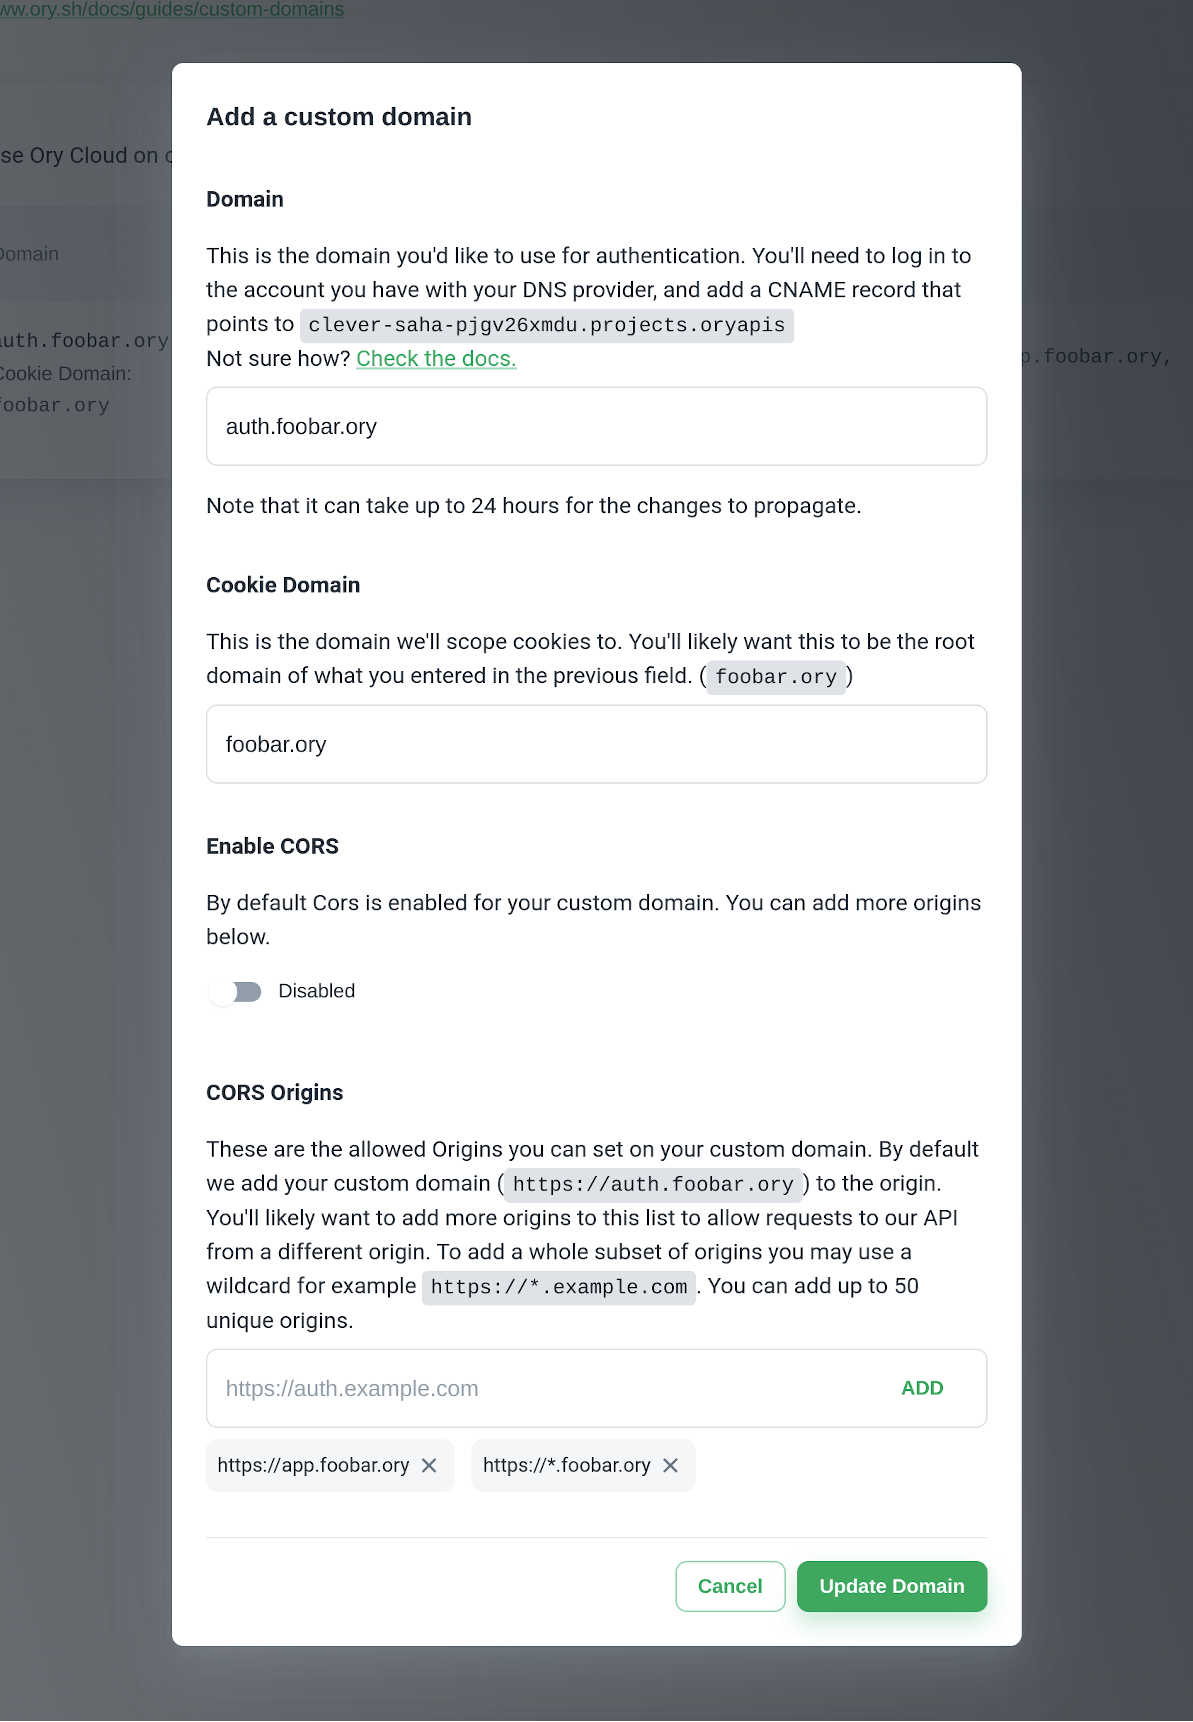 ww.ory.sh/docs/guides/custom-domains
Add a custom domain
se Ory Cloud on
Domain
Domain
This is the domain you'd like to use for authentication. You'll need to log in to
the account you have with your DNS provider, and add a CNAME record that
points to clever-saha-pjgv26xmdu.projects.oryapis
Not sure how? Check the docs.
auth.foobar.ory
Cookie Domain:
foobar.ory
p.foobar.ory,
auth.foobar.ory
Note that it can take up to 24 hours for the changes to propagate.
Cookie Domain
This is the domain we'll scope cookies to. You'll likely want this to be the root
domain of what you entered in the previous field. ( foobar.ory )
foobar.ory
Enable CORS
By default Cors is enabled for your custom domain. You can add more origins
below.
Disabled
CORS Origins
These are the allowed Origins you can set on your custom domain. By default
we add your custom domain ( https://auth.foobar.ory ) to the origin.
You'll likely want to add more origins to this list to allow requests to our API
from a different origin. To add a whole subset of origins you may use a
wildcard for example https://*.example.com . You can add up to 50
unique origins.
https://auth.example.com ADD
https://app.foobar.ory https://*.foobar.ory
Cancel Update Domain